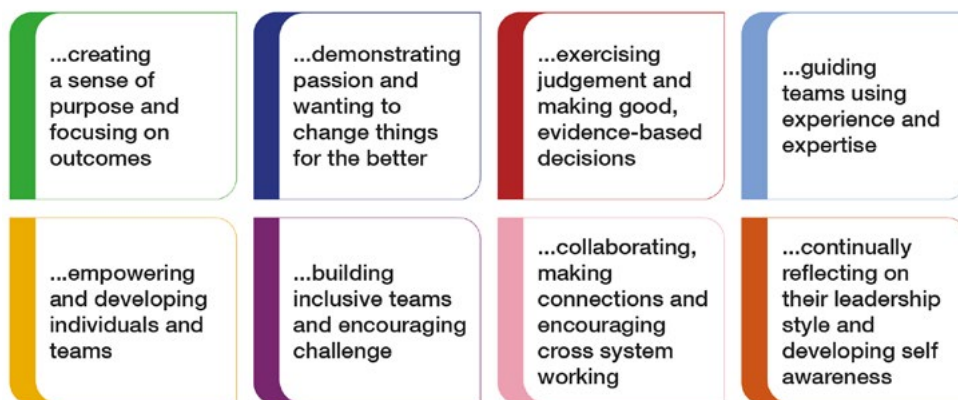 ...creating
a sense of
purpose and
focusing on
outcomes
...demonstrating
passion and
wanting to
change things
for the better
...exercising
judgement and
making good,
evidence-based
decisions
...guiding
teams using
experience and
expertise
...empowering
and developing
individuals and
teams
...building
inclusive teams
and encouraging
challenge
...collaborating,
making
connections and
encouraging
cross system
working
...continually
reflecting on
their leadership
style and
developing self
awareness